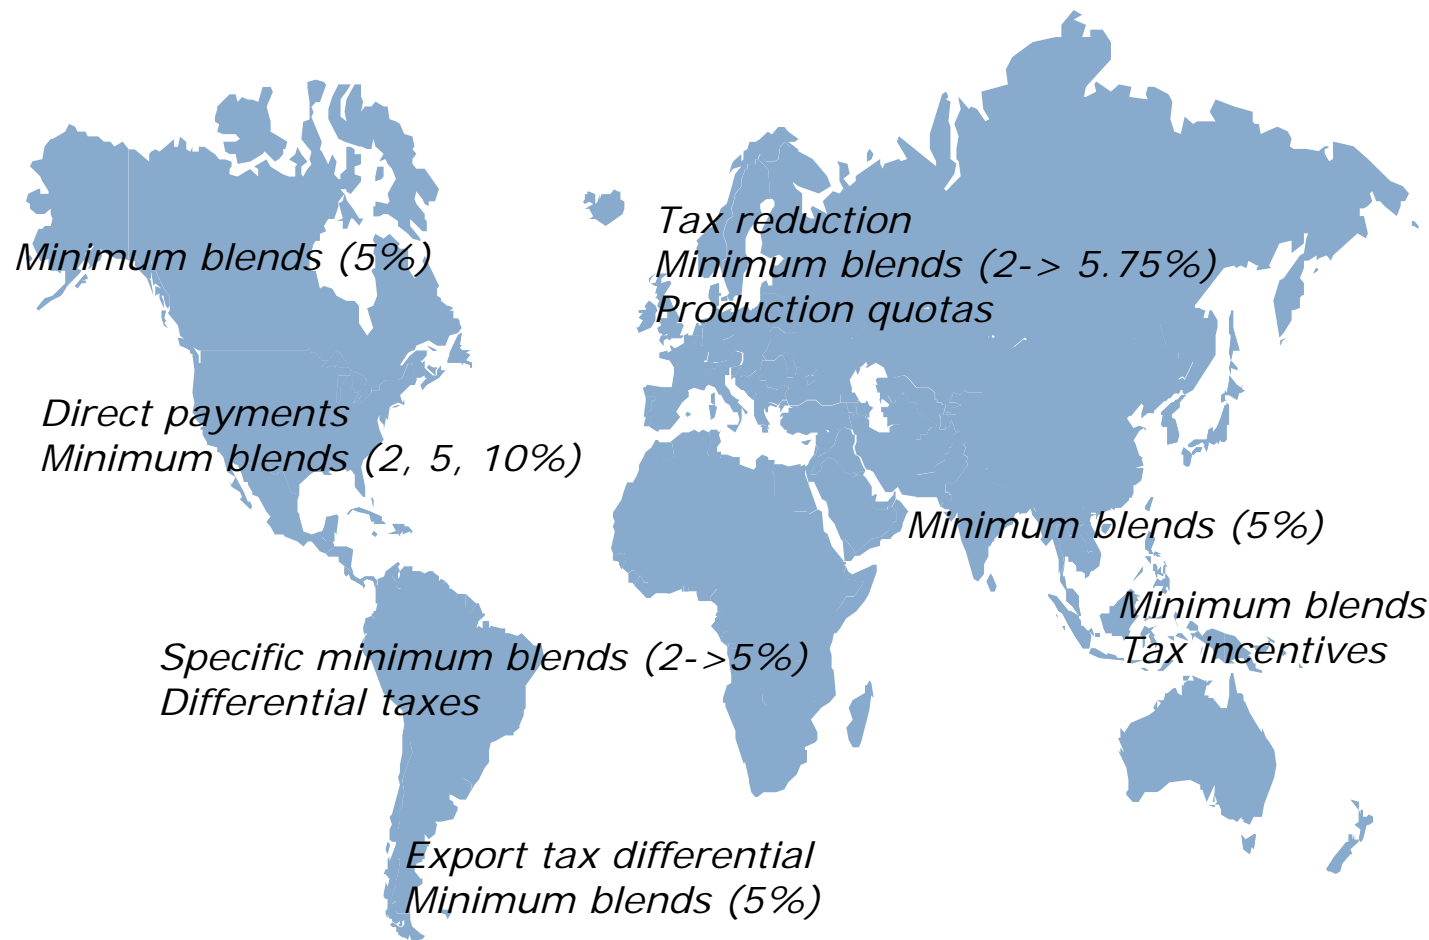 Tax reduction
Minimum blends (2-> 5.75%)
Production quotas
Minimum blends (5%)
Direct payments
Minimum blends (2, 5, 10%)
Minimum blends (5%)
Minimum blends
Tax incentives
Specific minimum blends (2->5%)
Differential taxes
Export tax differential
Minimum blends (5%)